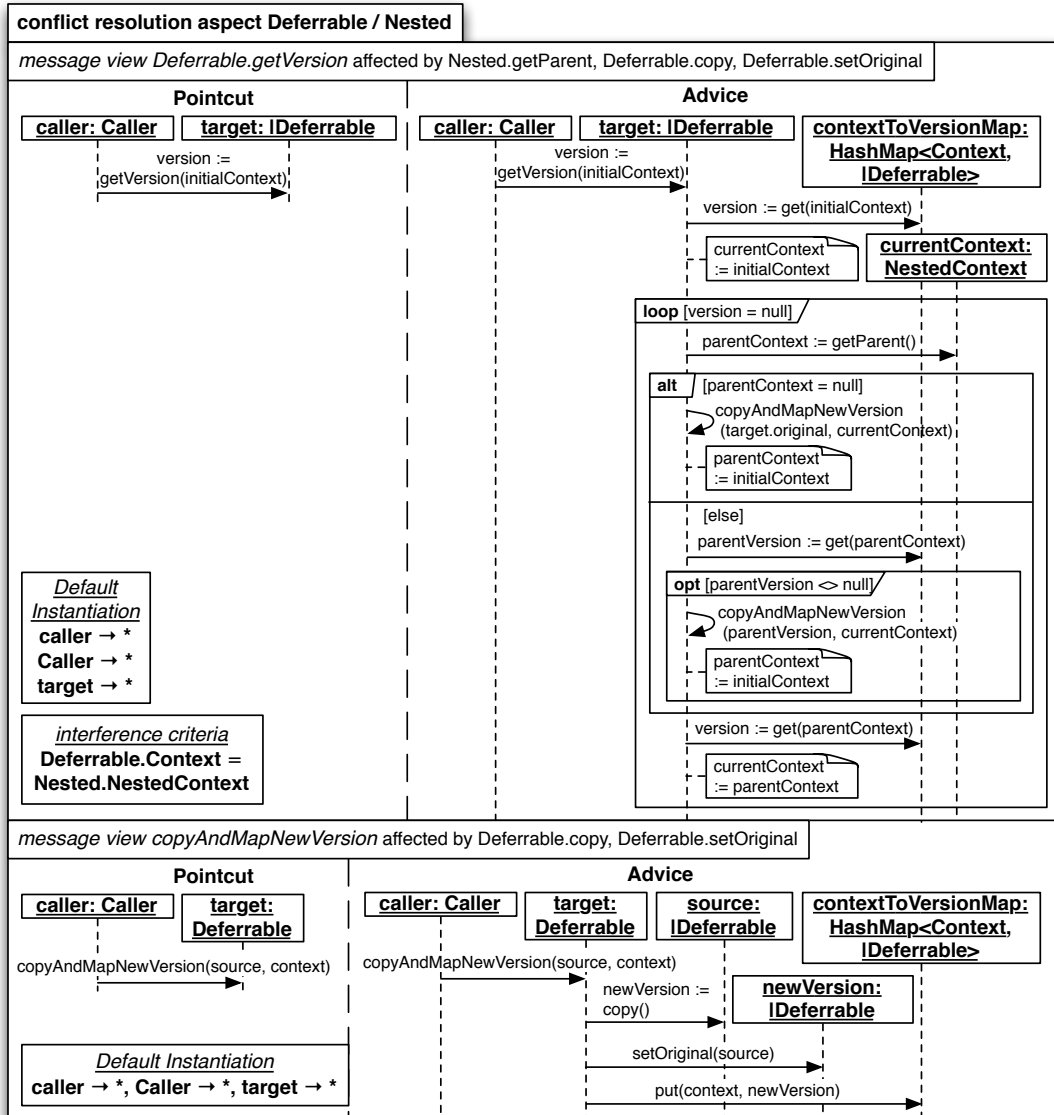 conflict resolution aspect Deferrable / Nested
message view Deferrable.getVersion affected by Nested.getParent, Deferrable.copy, Deferrable.setOriginal
Pointcut
caller: Caller
target: IDeferrable
version :=
getVersion(initialContext)
Default
Instantiation
caller → *
Caller → *
target → *
interference criteria
Deferrable.Context =
Nested.NestedContext
Advice
caller: Caller
target: IDeferrable
contextToVersionMap:
HashMap<Context,
IDeferrable>
version :=
getVersion(initialContext)
version := get(initialContext)
currentContext
:= initialContext
currentContext:
NestedContext
loop [version = null]
parentContext := getParent()
alt [parentContext = null]
copyAndMapNewVersion
(target.original, currentContext)
parentContext
:= initialContext
[else]
parentVersion := get(parentContext)
opt [parentVersion <> null]
copyAndMapNewVersion
(parentVersion, currentContext)
parentContext
:= initialContext
version := get(parentContext)
currentContext
:= parentContext
message view copyAndMapNewVersion affected by Deferrable.copy, Deferrable.setOriginal
Pointcut
caller: Caller
target:
Deferrable
copyAndMapNewVersion(source, context)
Default Instantiation
caller → *, Caller → *, target → *
Advice
caller: Caller
target:
Deferrable
source:
IDeferrable
contextToVersionMap:
HashMap<Context,
IDeferrable>
copyAndMapNewVersion(source, context)
newVersion :=
copy()
newVersion:
IDeferrable
setOriginal(source)
put(context, newVersion)